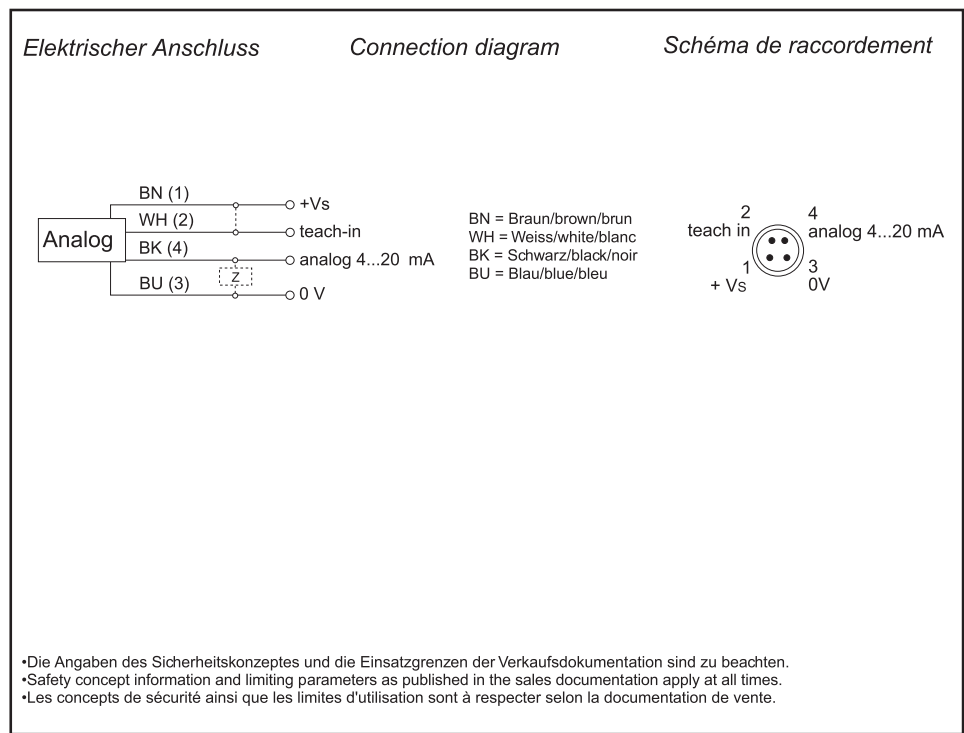 Elektrischer Anschluss
Connection diagram
Schéma de raccordement
BN (1)
+Vs
WH (2)
teach-in
Analog
BK (4)
analog 4...20 mA
Z
BU (3)
0 V
BN = Braun/brown/brun
WH = Weiss/white/blanc
BK = Schwarz/black/noir
BU = Blau/blue/bleu
2
teach in
4
analog 4...20 mA
1
+ Vs
3
0V
•Die Angaben des Sicherheitskonzeptes und die Einsatzgrenzen der Verkaufsdokumentation sind zu beachten.
•Safety concept information and limiting parameters as published in the sales documentation apply at all times.
•Les concepts de sécurité ainsi que les limites d'utilisation sont à respecter selon la documentation de vente.